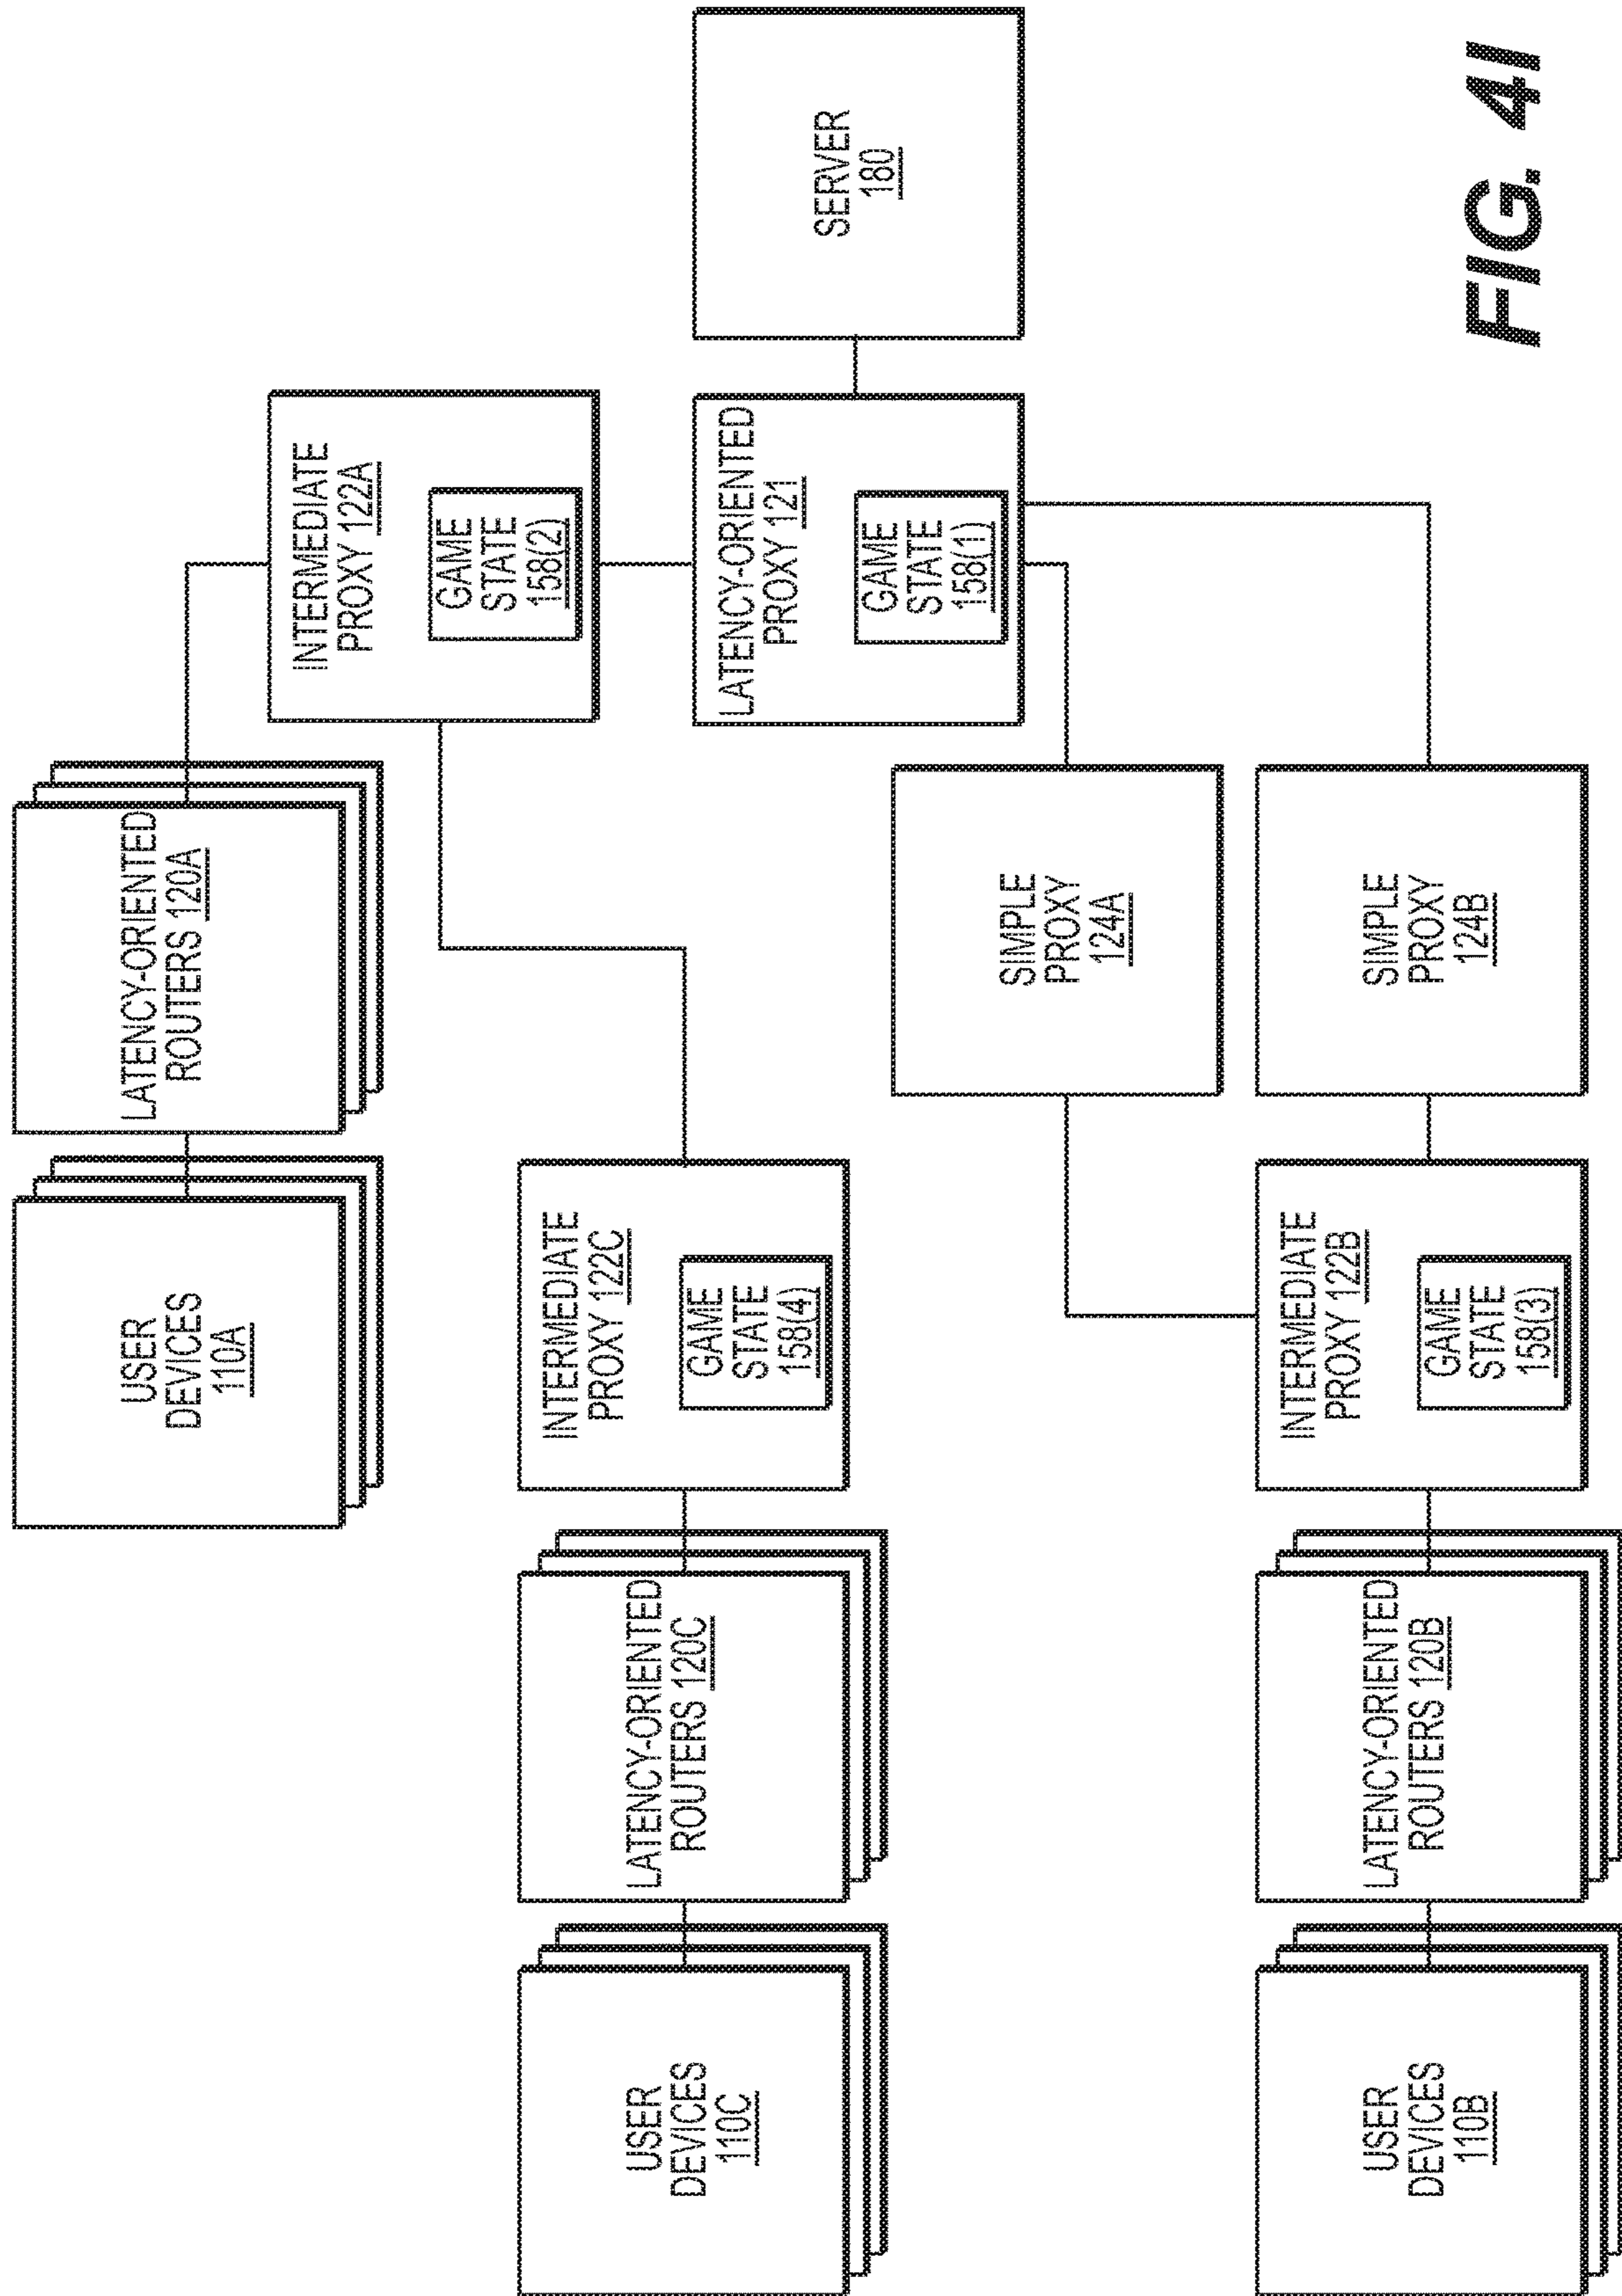 USER
DEVICES
110A
LATENCY-ORIENTED
ROUTERS 120A
INTERMEDIATE
PROXY 122A
GAME
STATE
158(2)
USER
DEVICES
110C
LATENCY-ORIENTED
ROUTERS 120C
INTERMEDIATE
PROXY 122C
GAME
STATE
158(4)
LATENCY-ORIENTED
PROXY 121
GAME
STATE
158(1)
SERVER
180
SIMPLE
PROXY
124A
USER
DEVICES
110B
LATENCY-ORIENTED
ROUTERS 120B
INTERMEDIATE
PROXY 122B
GAME
STATE
158(3)
SIMPLE
PROXY
124B
FIG. 4I